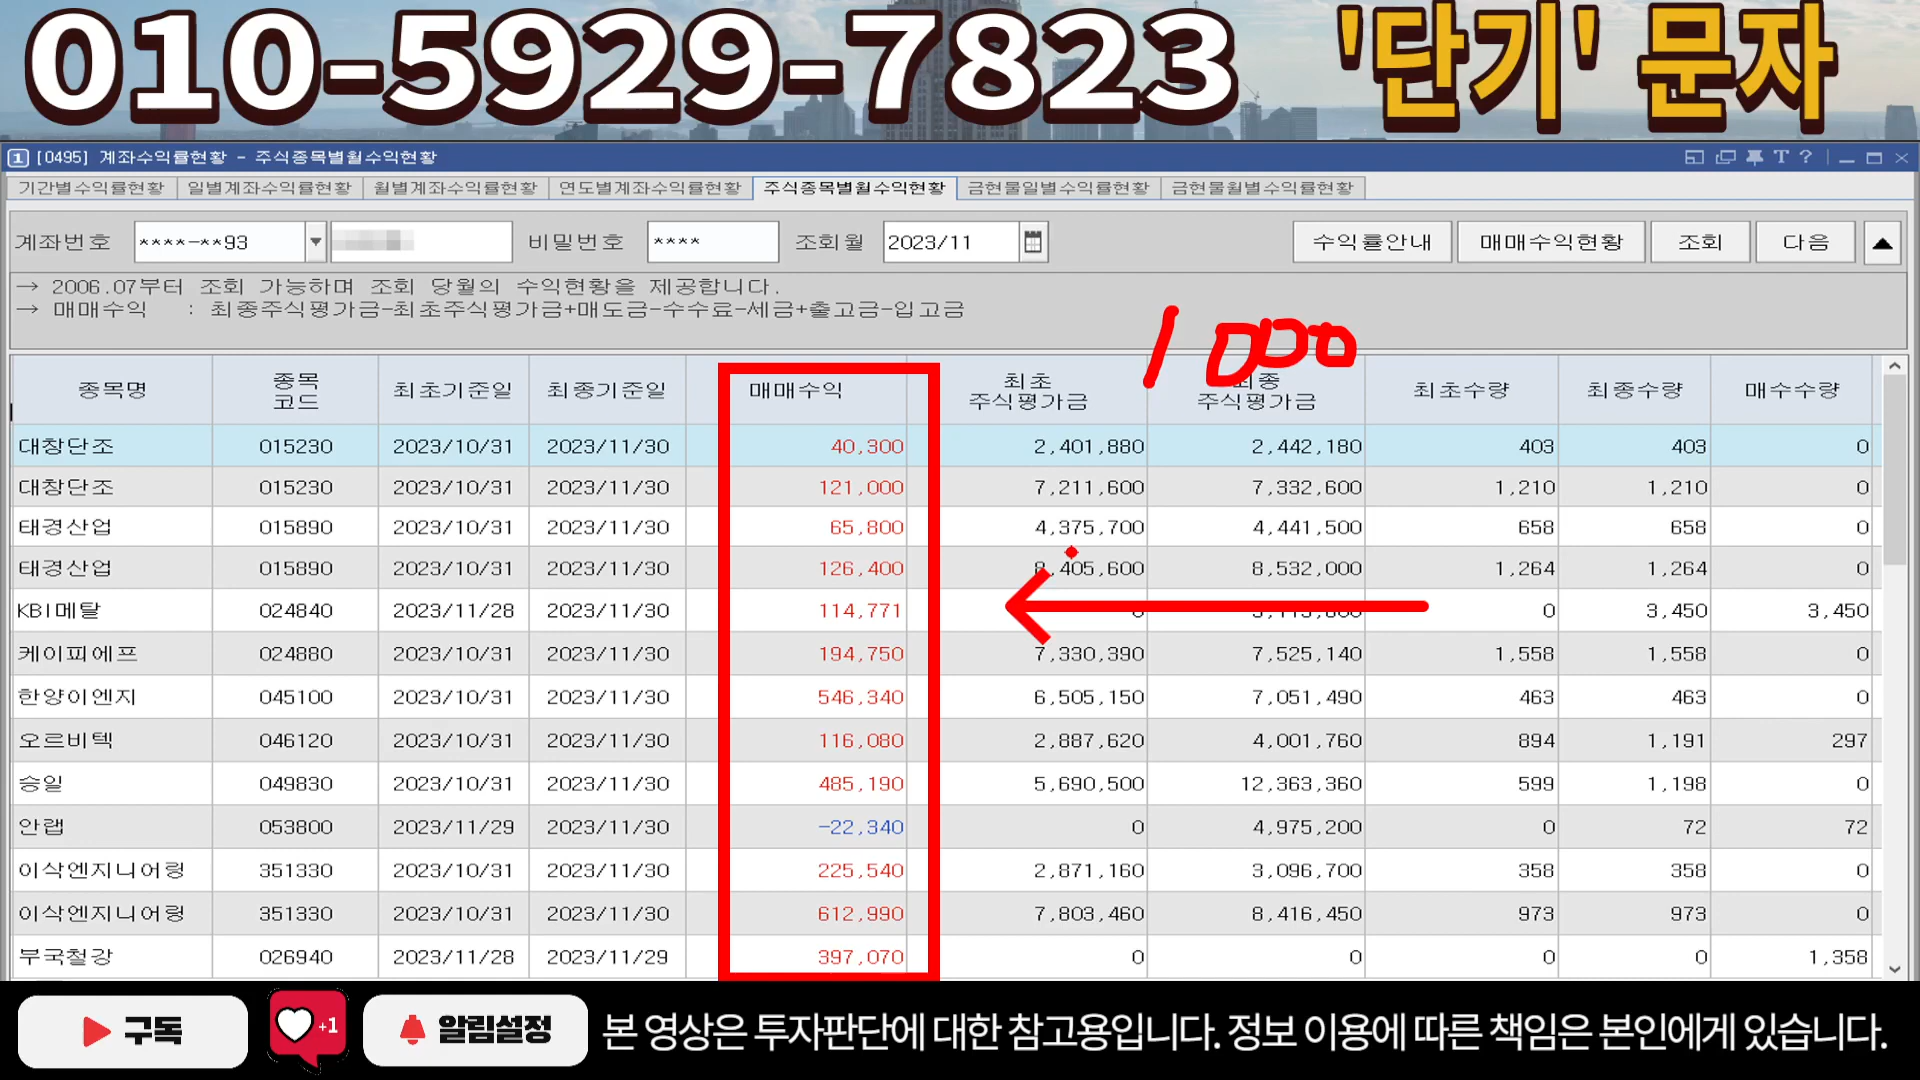 010-5929-7823 '단기' 문자
1 [0495] 계좌수익률현황 - 주식종목별월수익현황
기간별수익률현황 일별계좌수익률현황 월별계좌수익률현황 연도별계좌수익률현황 주식종목별월수익현황 금현물일별수익률현황 금현물월별수익률현황
계좌번호 ****-**93 비밀번호 **** 조회월 2023/11 수익률안내 매매수익현황 조회 다음
→ 2006.07부터 조회 가능하며 조회 당월의 수익현황을 제공합니다.
→ 매매수익 : 최종주식평가금-최초주식평가금+매도금-수수료-세금+출고금-입고금
1000
종목명 종목코드 최초기준일 최종기준일 매매수익 최초주식평가금 최종주식평가금 최초수량 최종수량 매수수량
대창단조 015230 2023/10/31 2023/11/30 40,300 2,401,880 2,442,180 403 403 0
대창단조 015230 2023/10/31 2023/11/30 121,000 7,211,600 7,332,600 1,210 1,210 0
태경산업 015890 2023/10/31 2023/11/30 65,800 4,375,700 4,441,500 658 658 0
태경산업 015890 2023/10/31 2023/11/30 126,400 8,405,600 8,532,000 1,264 1,264 0
KBI메탈 024840 2023/11/28 2023/11/30 114,771 0 0 3,450 3,450
케이피에프 024880 2023/10/31 2023/11/30 194,750 7,330,390 7,525,140 1,558 1,558 0
한양이엔지 045100 2023/10/31 2023/11/30 546,340 6,505,150 7,051,490 463 463 0
오르비텍 046120 2023/10/31 2023/11/30 116,080 2,887,620 4,001,760 894 1,191 297
승일 049830 2023/10/31 2023/11/30 485,190 5,690,500 12,363,360 599 1,198 0
안랩 053800 2023/11/29 2023/11/30 -22,340 0 4,975,200 0 72 72
이삭엔지니어링 351330 2023/10/31 2023/11/30 225,540 2,871,160 3,096,700 358 358 0
이삭엔지니어링 351330 2023/10/31 2023/11/30 612,990 7,803,460 8,416,450 973 973 0
부국철강 026940 2023/11/28 2023/11/29 397,070 0 0 0 0 1,358
구독 +1 알림설정 본 영상은 투자판단에 대한 참고용입니다. 정보 이용에 따른 책임은 본인에게 있습니다.